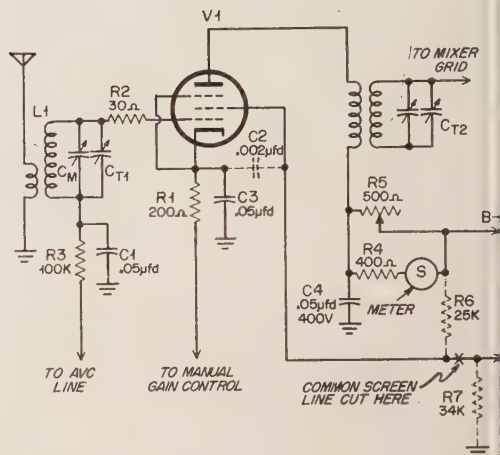 V1
TO MIXER
GRID
L1
R2
30Ω
CM
CT1
CT2
C2
.002µfd
R5
500Ω
B+
R1
200Ω
C3
.05µfd
R3
100K
C1
.05µfd
R4
400Ω
S
C4
.05µfd
400V
METER
R6
25K
TO AVC
LINE
TO MANUAL
GAIN CONTROL
COMMON SCREEN
LINE CUT HERE
R7
34K